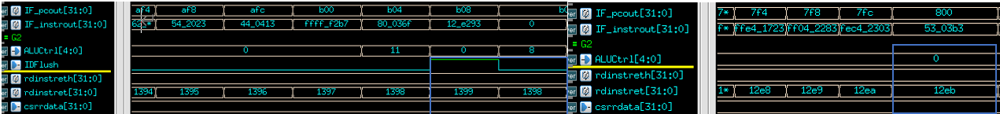 IF_pcout[31:0] af4 af8 afc b00 b04 b08
IF_instrout[31:0] 54_2023 44_0413 ffff_f2b7 80_036f 12_e293 0
= G2
ALUCtrl[4:0] 0 11 0 8
IDFlush
rdinstreth[31:0]
rdinstret[31:0] 1394 1395 1396 1397 1398 1399 1398
csrrdata[31:0]
IF_pcout[31:0] 7* 7f4 7f8 7fc 800
IF_instrout[31:0] f* ffe4_1723 ff04_2283 fec4_2303 53_03b3
= G2
ALUCtrl[4:0] 0
rdinstreth[31:0]
rdinstret[31:0] 1* 12e8 12e9 12ea 12eb
csrrdata[31:0]